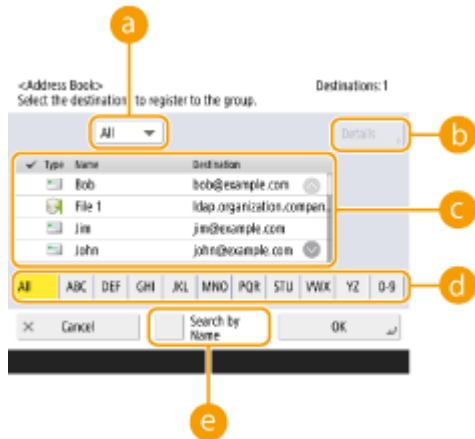 a
<Address Book> Destinations: 1
Select the destination to register to the group.
All
Details
b
✓ Type Name Destination
Bob bob@example.com
File 1 ldap.organization.compan..
c
Jim jim@example.com
John john@example.com
All ABC DEF GHI JKL MNO PQR STU VWX YZ 0-9
d
× Cancel Search by Name OK
e